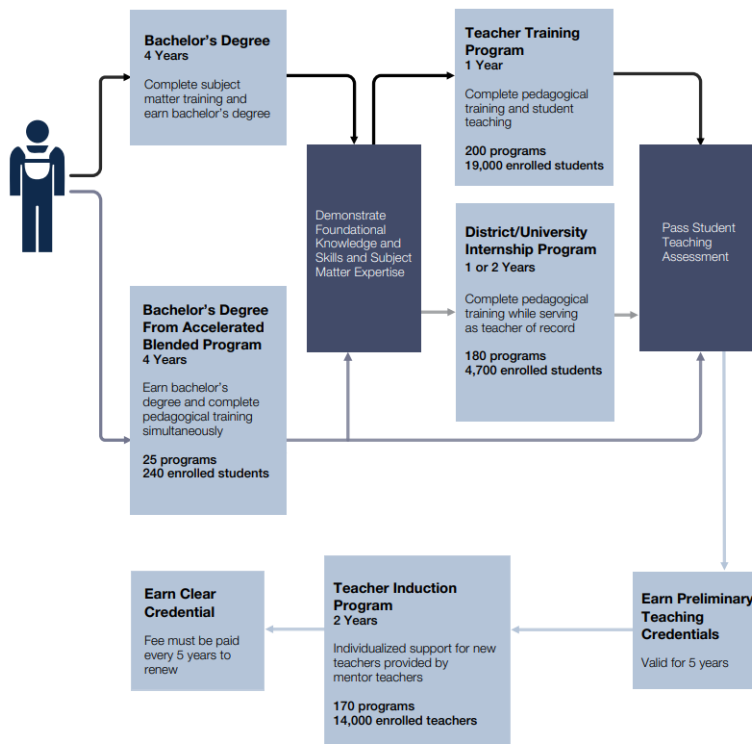 Bachelor's Degree
4 Years
Complete subject
matter training and
earn bachelor's degree
Teacher Training
Program
1 Year
Complete pedagogical
training and student
teaching
200 programs
19,000 enrolled students
Demonstrate
Foundational
Knowledge and
Skills and Subject
Matter Expertise
District/University
Internship Program
1 or 2 Years
Complete pedagogical
training while serving
as teacher of record
180 programs
4,700 enrolled students
Pass Student
Teaching
Assessment
Bachelor's Degree
From Accelerated
Blended Program
4 Years
Earn bachelor's
degree and complete
pedagogical training
simultaneously
25 programs
240 enrolled students
Earn Clear
Credential
Fee must be paid
every 5 years to
renew
Teacher Induction
Program
2 Years
Individualized support for new
teachers provided by
mentor teachers
170 programs
14,000 enrolled teachers
Earn Preliminary
Teaching
Credentials
Valid for 5 years